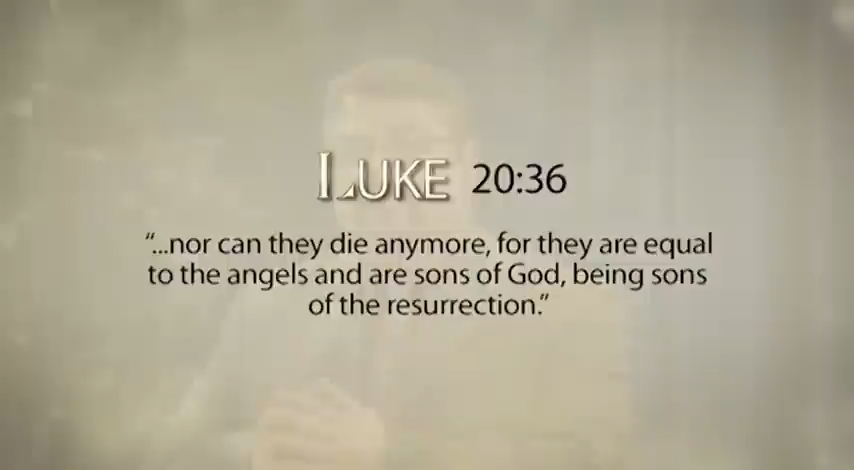 LUKE 20:36
“...nor can they die anymore, for they are equal
to the angels and are sons of God, being sons
of the resurrection.”